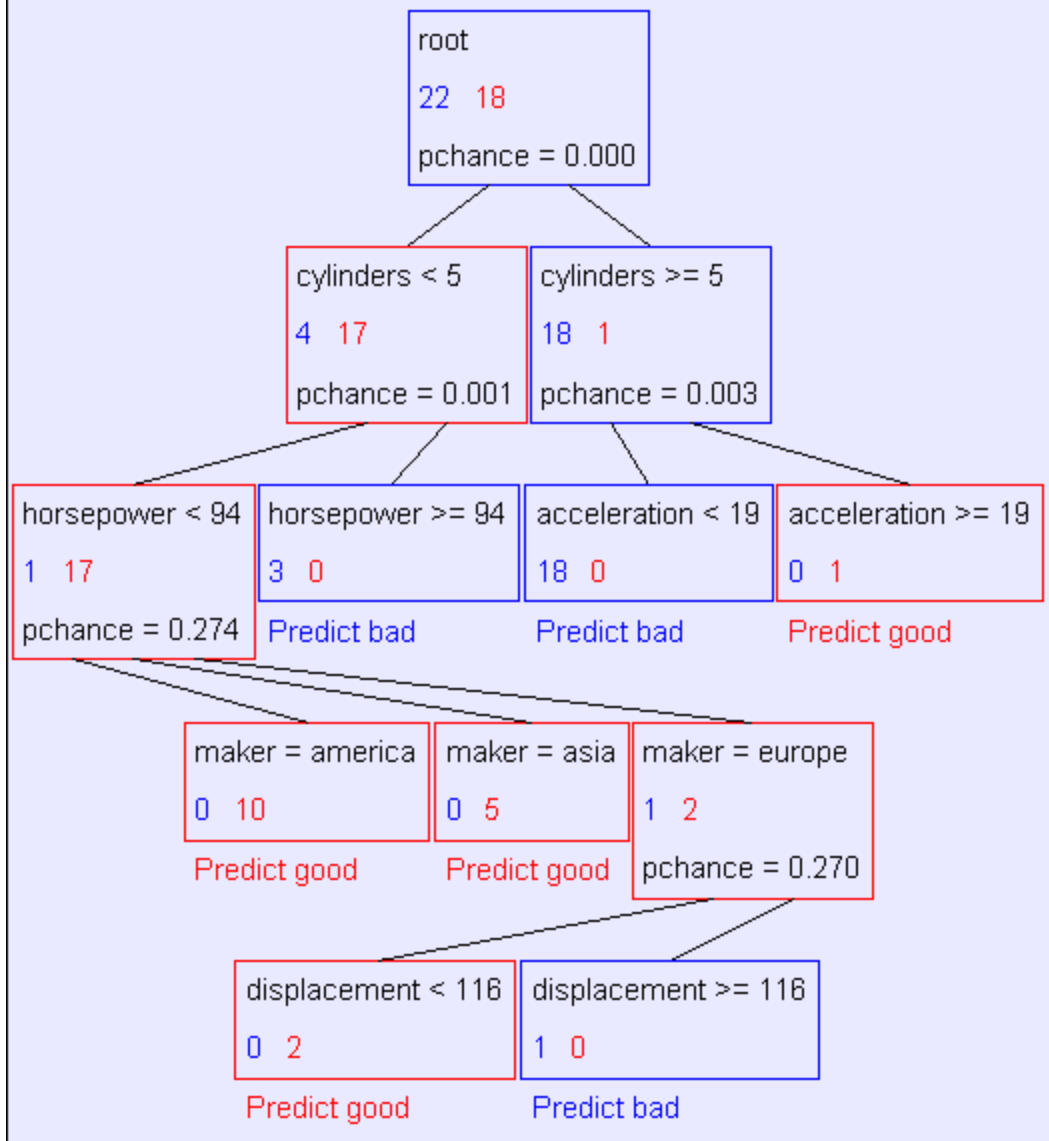 root
22 18
pchance = 0.000
cylinders < 5
4 17
pchance = 0.001
cylinders >= 5
18 1
pchance = 0.003
horsepower < 94
1 17
pchance = 0.274
horsepower >= 94
3 0
Predict bad
acceleration < 19
18 0
Predict bad
acceleration >= 19
0 1
Predict good
maker = america
0 10
Predict good
maker = asia
0 5
Predict good
maker = europe
1 2
pchance = 0.270
displacement < 116
0 2
Predict good
displacement >= 116
1 0
Predict bad